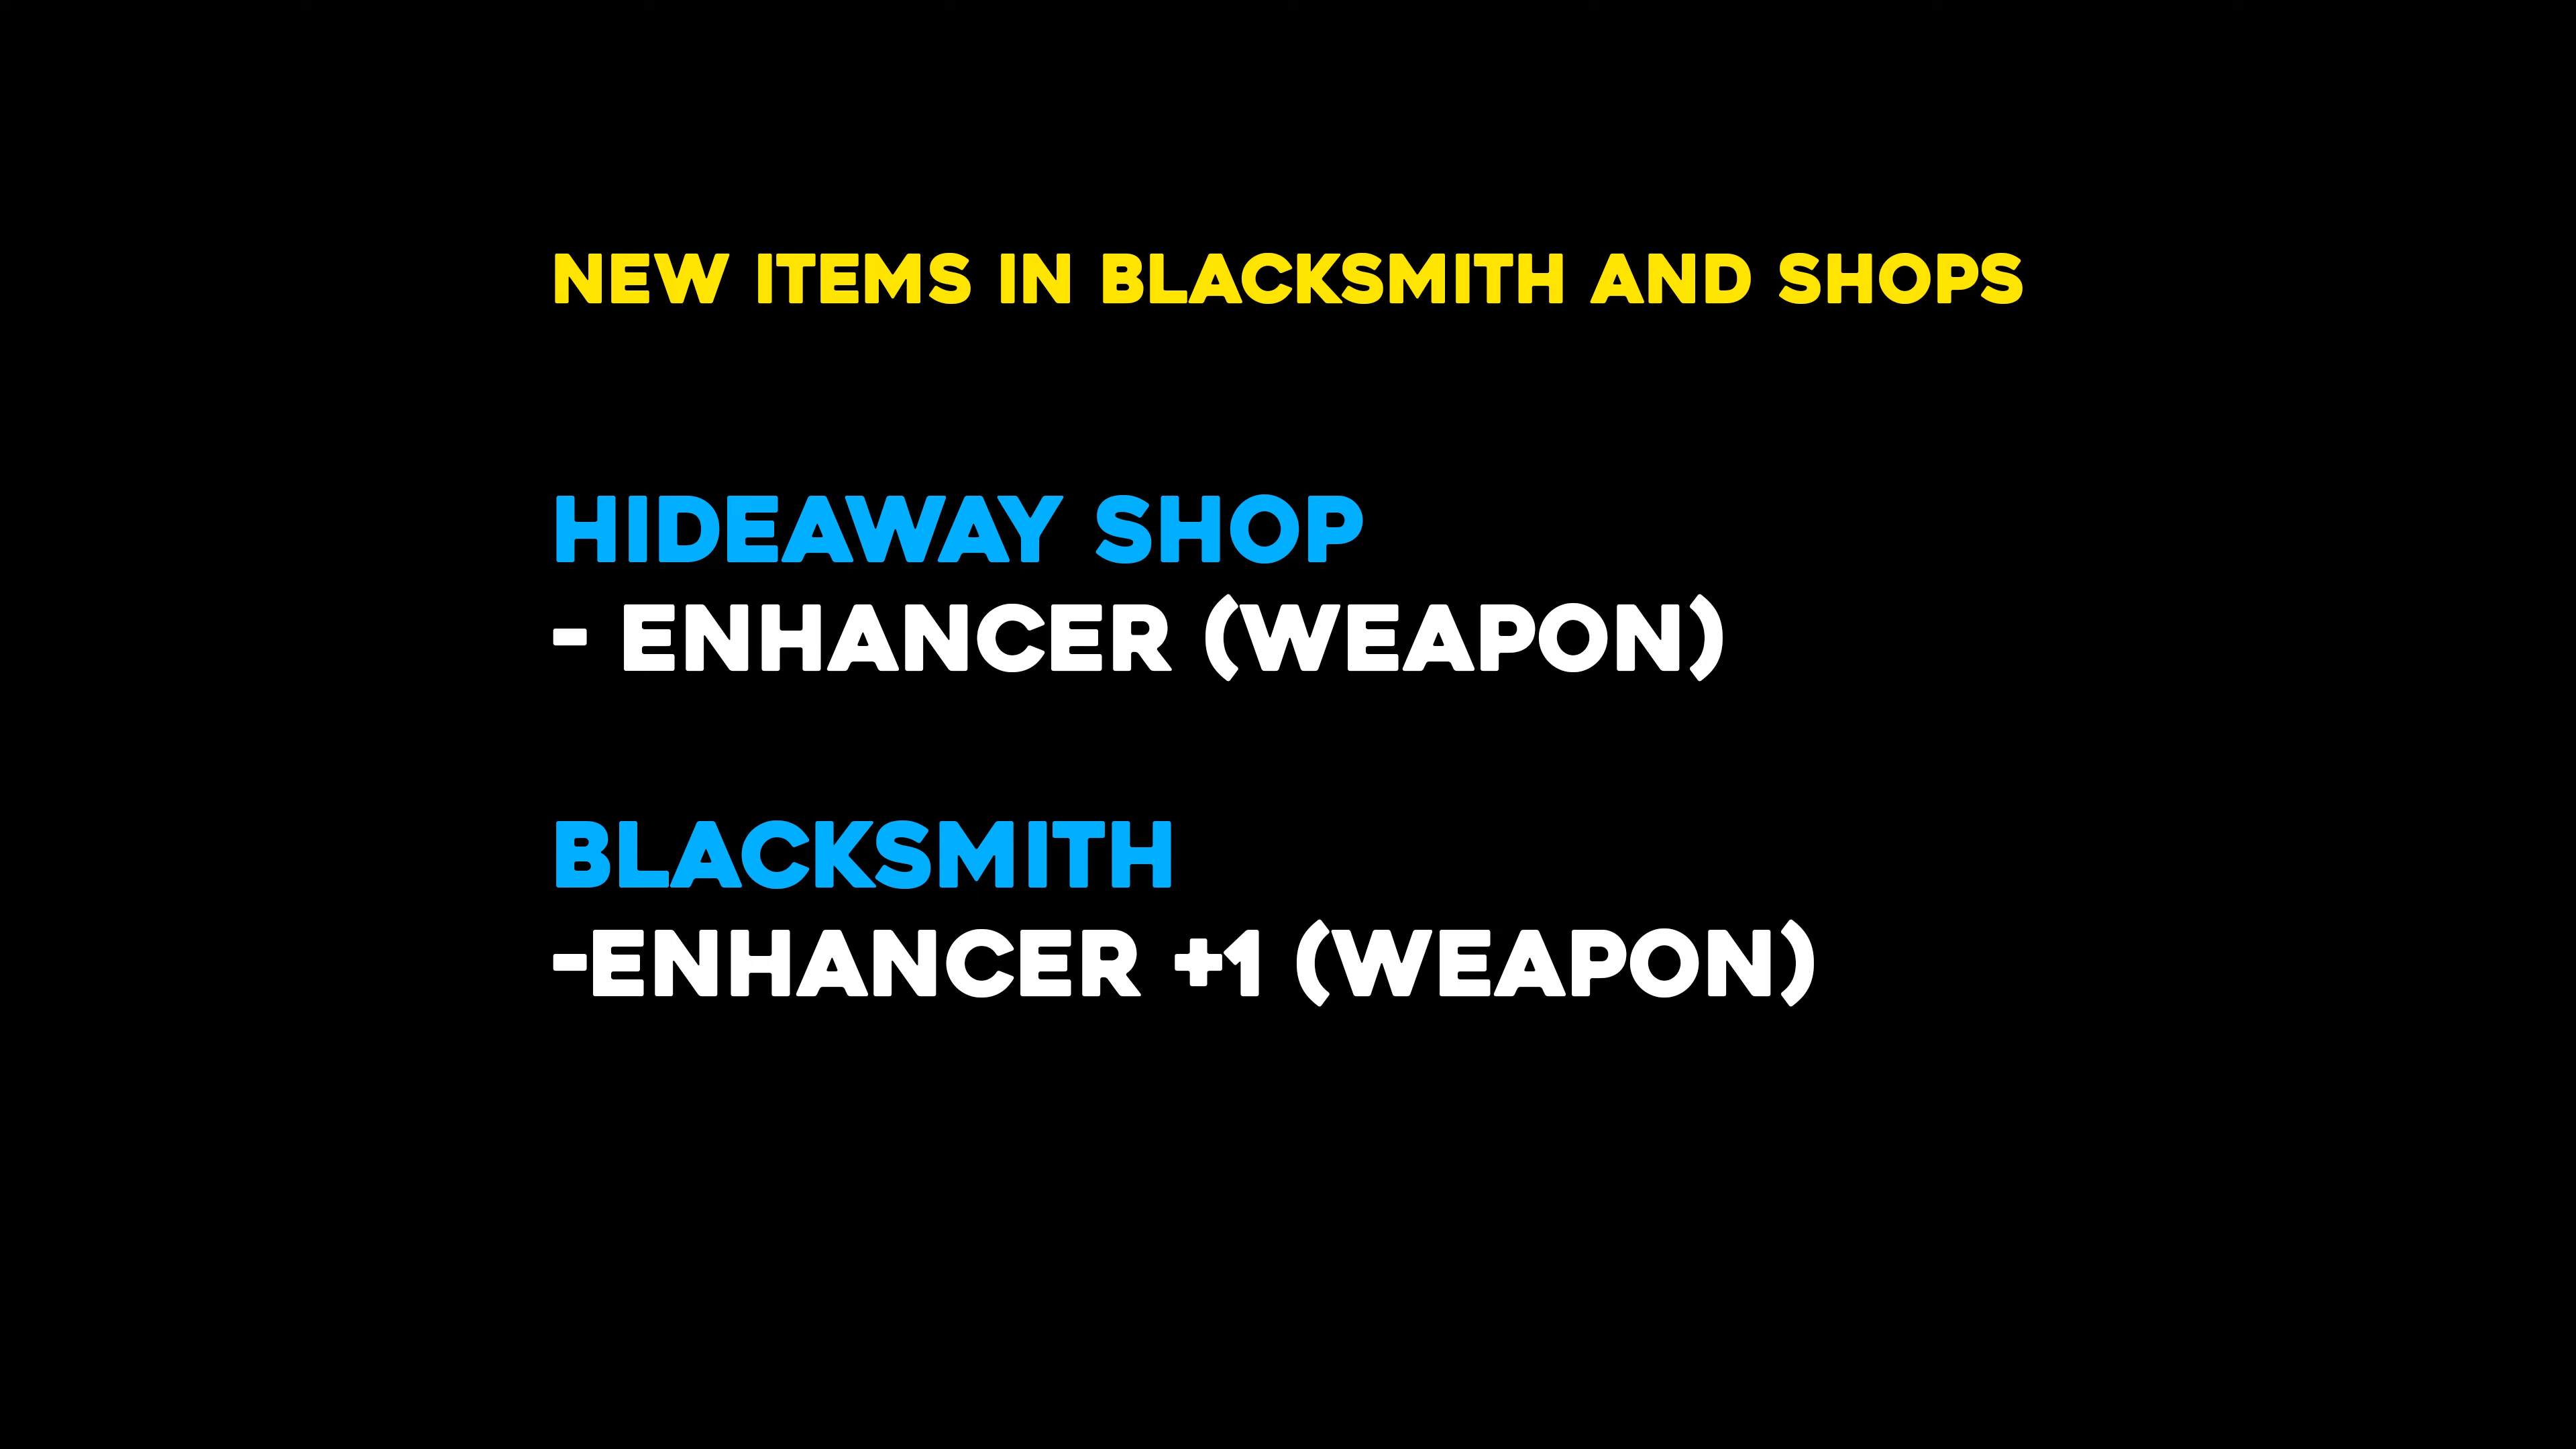 NEW ITEMS IN BLACKSMITH AND SHOPS
HIDEAWAY SHOP
- ENHANCER (WEAPON)
BLACKSMITH
-ENHANCER +1 (WEAPON)